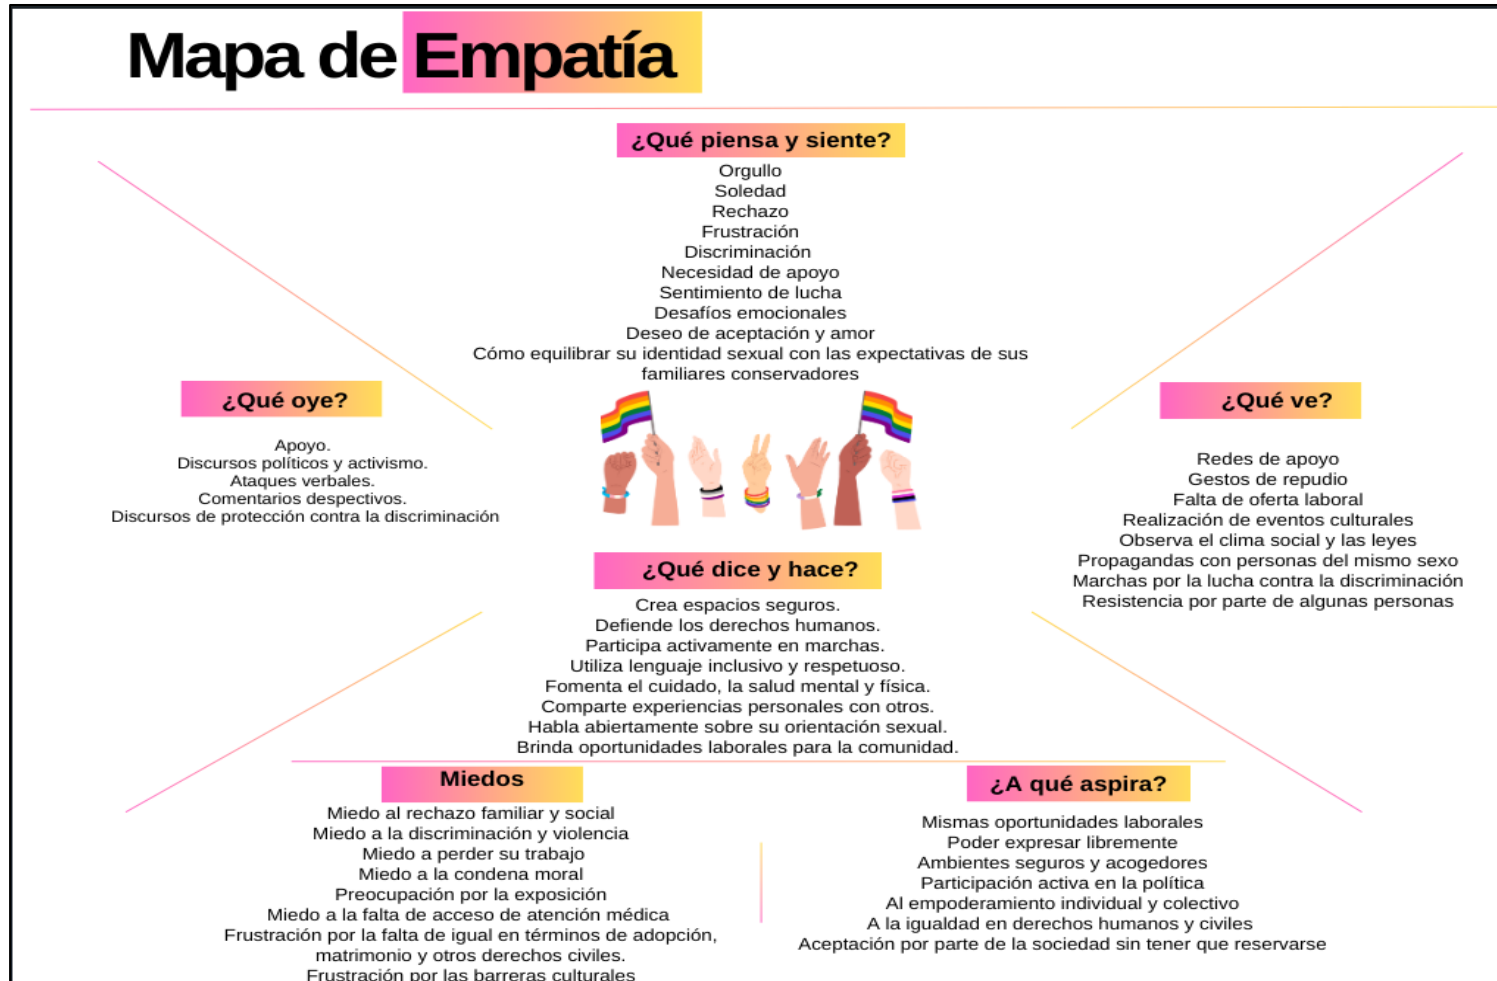 Mapa de Empatía
¿Qué piensa y siente?
Orgullo
Soledad
Rechazo
Frustración
Discriminación
Necesidad de apoyo
Sentimiento de lucha
Desafíos emocionales
Deseo de aceptación y amor
Cómo equilibrar su identidad sexual con las expectativas de sus
familiares conservadores
¿Qué oye?
Apoyo.
Discursos políticos y activismo.
Ataques verbales.
Comentarios despectivos.
Discursos de protección contra la discriminación
¿Qué ve?
Redes de apoyo
Gestos de repudio
Falta de oferta laboral
Realización de eventos culturales
Observa el clima social y las leyes
Propagandas con personas del mismo sexo
Marchas por la lucha contra la discriminación
Resistencia por parte de algunas personas
¿Qué dice y hace?
Crea espacios seguros.
Defiende los derechos humanos.
Participa activamente en marchas.
Utiliza lenguaje inclusivo y respetuoso.
Fomenta el cuidado, la salud mental y física.
Comparte experiencias personales con otros.
Habla abiertamente sobre su orientación sexual.
Brinda oportunidades laborales para la comunidad.
Miedos
Miedo al rechazo familiar y social
Miedo a la discriminación y violencia
Miedo a perder su trabajo
Miedo a la condena moral
Preocupación por la exposición
Miedo a la falta de acceso de atención médica
Frustración por la falta de igual en términos de adopción,
matrimonio y otros derechos civiles.
Frustración por las barreras culturales
¿A qué aspira?
Mismas oportunidades laborales
Poder expresar libremente
Ambientes seguros y acogedores
Participación activa en la política
Al empoderamiento individual y colectivo
A la igualdad en derechos humanos y civiles
Aceptación por parte de la sociedad sin tener que reservarse